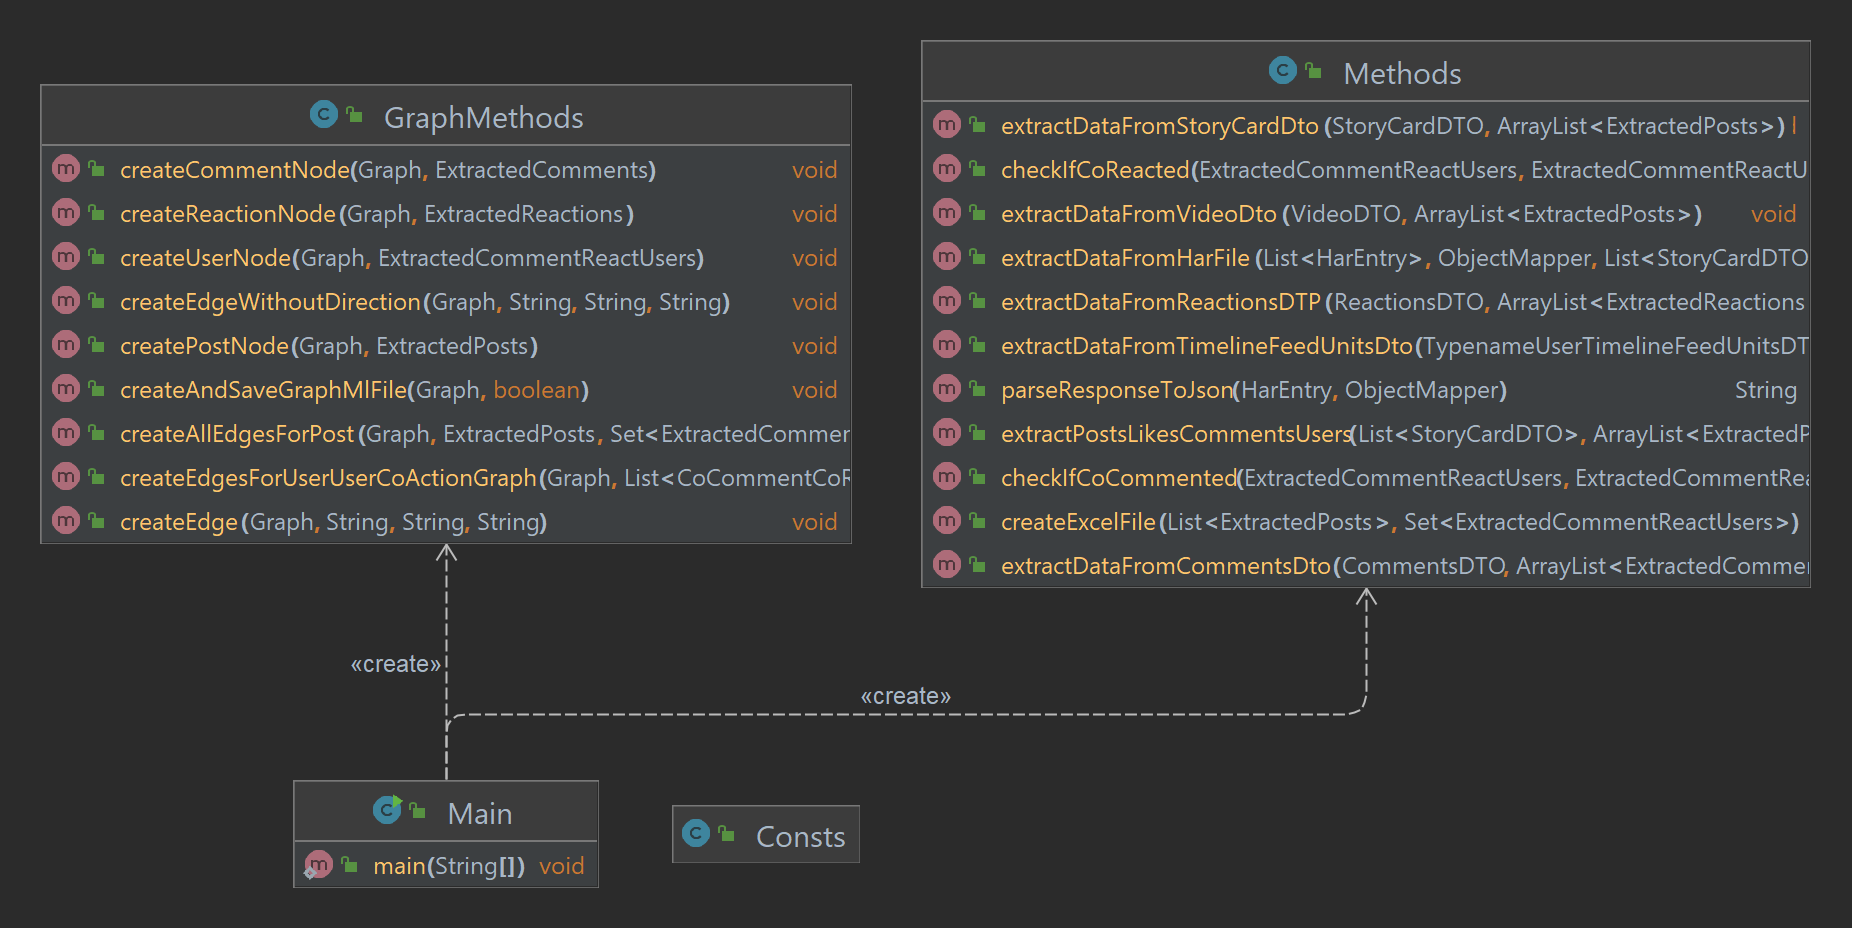 GraphMethods
createCommentNode(Graph, ExtractedComments) void
createReactionNode(Graph, ExtractedReactions) void
createUserNode(Graph, ExtractedCommentReactUsers) void
createEdgeWithoutDirection(Graph, String, String, String) void
createPostNode(Graph, ExtractedPosts) void
createAndSaveGraphMlFile(Graph, boolean) void
createAllEdgesForPost(Graph, ExtractedPosts, Set<ExtractedCommer
createEdgesForUserUserCoActionGraph(Graph, List<CoCommentCoR
createEdge(Graph, String, String, String) void
Methods
extractDataFromStoryCardDto(StoryCardDTO, ArrayList<ExtractedPosts>)
checkIfCoReacted(ExtractedCommentReactUsers, ExtractedCommentReactU
extractDataFromVideoDto(VideoDTO, ArrayList<ExtractedPosts>) void
extractDataFromHarFile(List<HarEntry>, ObjectMapper, List<StoryCardDTO
extractDataFromReactionsDTP(ReactionsDTO, ArrayList<ExtractedReactions
extractDataFromTimelineFeedUnitsDto(TypenameUserTimelineFeedUnitsDT
parseResponseToJson(HarEntry, ObjectMapper) String
extractPostsLikesCommentsUsers(List<StoryCardDTO>, ArrayList<ExtractedP
checkIfCoCommented(ExtractedCommentReactUsers, ExtractedCommentRea
createExcelFile(List<ExtractedPosts>, Set<ExtractedCommentReactUsers>)
extractDataFromCommentsDto(CommentsDTO, ArrayList<ExtractedCommer
«create»
«create»
Main
main(String[]) void
Consts